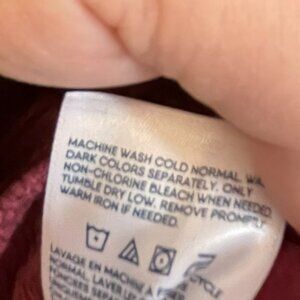 MACHINE WASH COLD NORMAL,
DARK COLORS SEPARATELY. ONLY
NON-CHLORINE BLEACH WHEN NEEDED.
TUMBLE DRY LOW. REMOVE PROMPTLY
WARM IRON IF NEEDED.
LAVAGE EN MACHINE À
NORMAL, LAVER